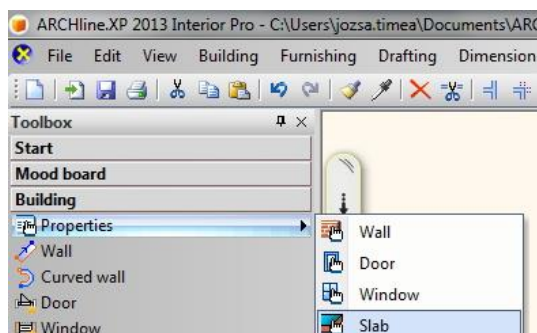 ARCHline.XP 2013 Interior Pro - C:\Users\jozsa.timea\Documents\ARC
File Edit View Building Furnishing Drafting Dimension
Toolbox
Start
Mood board
Building
Properties
Wall
Wall
Door
Curved wall
Window
Door
Slab
Window